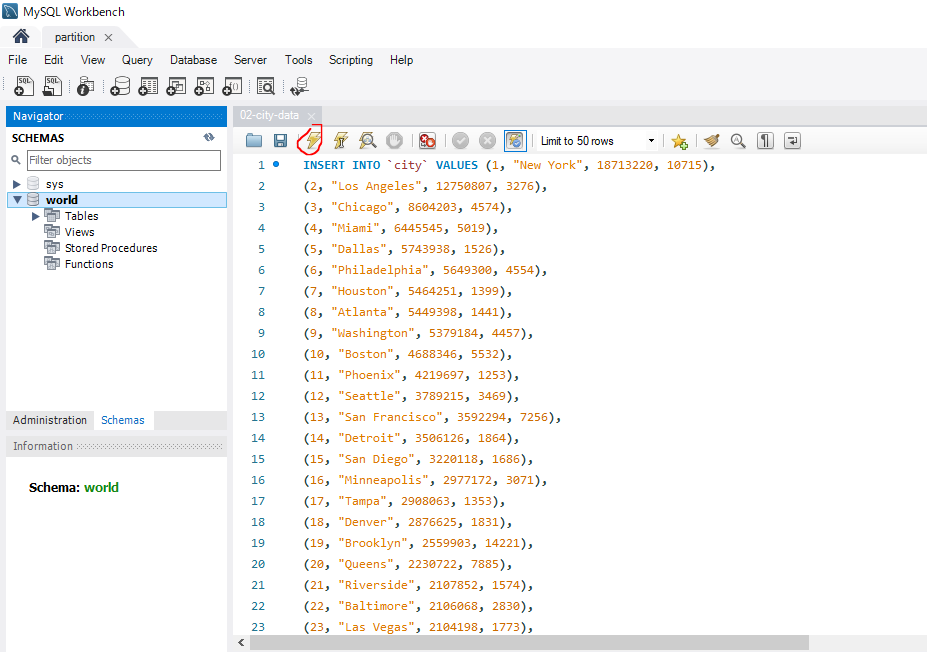 MySQL Workbench
partition
File Edit View Query Database Server Tools Scripting Help
Navigator
SCHEMAS
Filter objects
sys
world
Tables
Views
Stored Procedures
Functions
Administration Schemas
Information
Schema: world
02-city-data
Limit to 50 rows
1 INSERT INTO `city` VALUES (1, "New York", 18713220, 10715),
2 (2, "Los Angeles", 12750807, 3276),
3 (3, "Chicago", 8604203, 4574),
4 (4, "Miami", 6445545, 5019),
5 (5, "Dallas", 5743938, 1526),
6 (6, "Philadelphia", 5649300, 4554),
7 (7, "Houston", 5464251, 1399),
8 (8, "Atlanta", 5449398, 1441),
9 (9, "Washington", 5379184, 4457),
10 (10, "Boston", 4688346, 5532),
11 (11, "Phoenix", 4219697, 1253),
12 (12, "Seattle", 3789215, 3469),
13 (13, "San Francisco", 3592294, 7256),
14 (14, "Detroit", 3506126, 1864),
15 (15, "San Diego", 3220118, 1686),
16 (16, "Minneapolis", 2977172, 3071),
17 (17, "Tampa", 2908063, 1353),
18 (18, "Denver", 2876625, 1831),
19 (19, "Brooklyn", 2559903, 14221),
20 (20, "Queens", 2230722, 7885),
21 (21, "Riverside", 2107852, 1574),
22 (22, "Baltimore", 2106068, 2830),
23 (23, "Las Vegas", 2104198, 1773),